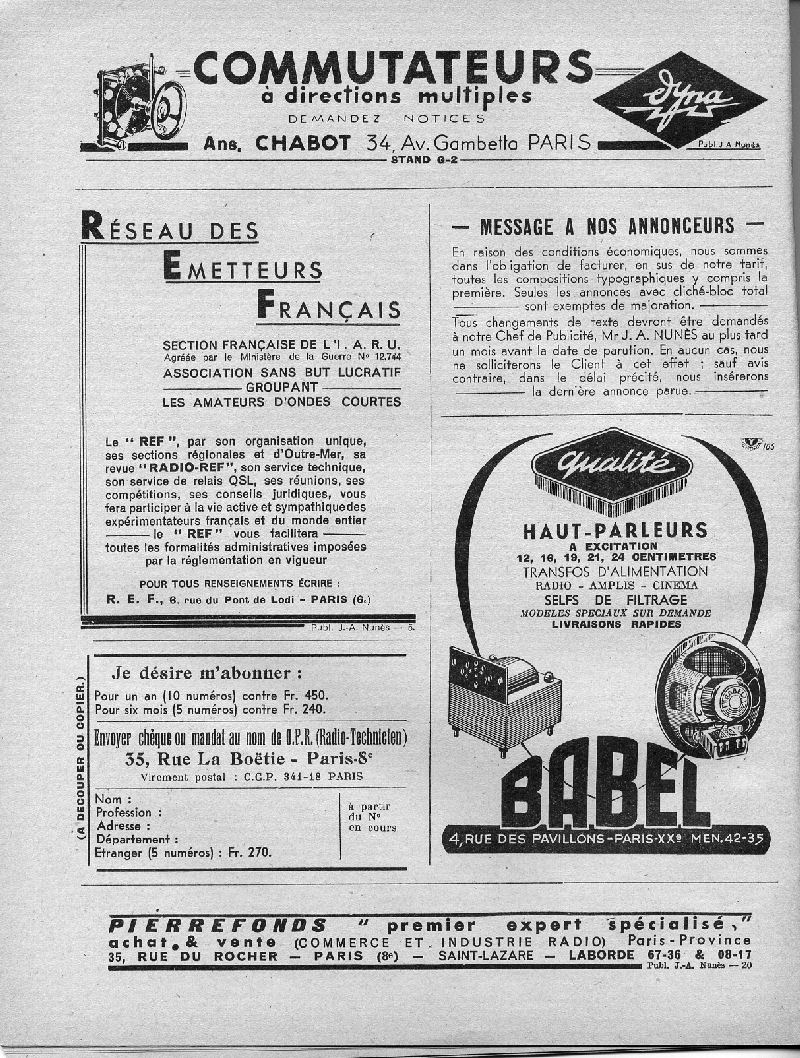 COMMUTATEURS
à directions multiples
DEMANDEZ NOTICES
Ans. CHABOT 34, Av. Gambetta PARIS
STAND G-2
dyna
Publ J A Nunès
RÉSEAU DES
EMETTEURS
FRANÇAIS
SECTION FRANÇAISE DE L'I.A.R.U.
Agréée par le Ministère de la Guerre No 12.744
ASSOCIATION SANS BUT LUCRATIF
GROUPANT
LES AMATEURS D'ONDES COURTES
Le "REF", par son organisation unique,
ses sections régionales et d'Outre-Mer, sa
revue "RADIO-REF", son service technique,
son service de relais QSL, ses réunions, ses
compétitions, ses conseils juridiques, vous
fera participer à la vie active et sympathique des
expérimentateurs français et du monde entier
le "REF" vous facilitera
toutes les formalités administratives imposées
par la réglementation en vigueur
POUR TOUS RENSEIGNEMENTS ÉCRIRE :
R. E. F., 6, rue du Pont de Lodi - PARIS (6e)
Publ. J.-A. Nunès — 8.
(A DECOUPER OU COPIER.)
Je désire m'abonner :
Pour un an (10 numéros) contre Fr. 450.
Pour six mois (5 numéros) contre Fr. 240.
Envoyer chèque ou mandat au nom de O.P.R. (Radio-Technicien)
35, Rue La Boëtie - Paris-8e
Virement postal : C.C.P. 341-18 PARIS
Nom :
Profession :
Adresse :
Département :
Etranger (5 numéros) : Fr. 270.
à partir
du No
en cours
— MESSAGE A NOS ANNONCEURS —
En raison des conditions économiques, nous sommes
dans l'obligation de facturer, en sus de notre tarif,
toutes les compositions typographiques y compris la
première. Seules les annonces avec cliché-bloc total
sont exemptes de majoration.
Tous changements de texte devront être demandés
à notre Chef de Publicité, Mr J. A. NUNÈS au plus tard
un mois avant la date de parution. En aucun cas, nous
ne solliciterons le Client à cet effet ; sauf avis
contraire, dans le délai précité, nous insérerons
la dernière annonce parue.
165
qualité
HAUT-PARLEURS
A EXCITATION
12, 16, 19, 21, 24 CENTIMETRES
TRANSFOS D'ALIMENTATION
RADIO - AMPLIS - CINEMA
SELFS DE FILTRAGE
MODELES SPECIAUX SUR DEMANDE
LIVRAISONS RAPIDES
BABEL
4, RUE DES PAVILLONS-PARIS-XXe MEN. 42-35
PIERREFONDS "premier expert spécialisé,"
achat. & vente (COMMERCE ET. INDUSTRIE RADIO) Paris-Province
35, RUE DU ROCHER — PARIS (8e) — SAINT-LAZARE — LABORDE 67-36 & 08-17
Publ. J.-A. Nunès — 20